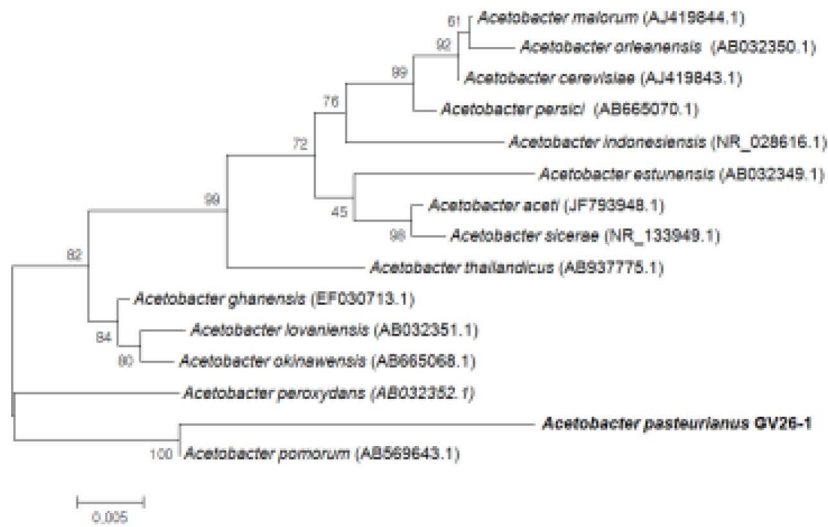 61
Acetobacter malorum (AJ419844.1)
92
Acetobacter orleanensis (AB032350.1)
99
Acetobacter cerevisiae (AJ419843.1)
76
Acetobacter persici (AB665070.1)
72
Acetobacter indonesiensis (NR_028616.1)
Acetobacter estunensis (AB032349.1)
99
Acetobacter aceti (JF793948.1)
45
98
Acetobacter sicerae (NR_133949.1)
82
Acetobacter thailandicus (AB937775.1)
Acetobacter ghanensis (EF030713.1)
84
Acetobacter lovaniensis (AB032351.1)
80
Acetobacter okinawensis (AB665068.1)
Acetobacter peroxydans (AB032352.1)
Acetobacter pasteurianus GV26-1
100
Acetobacter pomorum (AB569643.1)
0.005